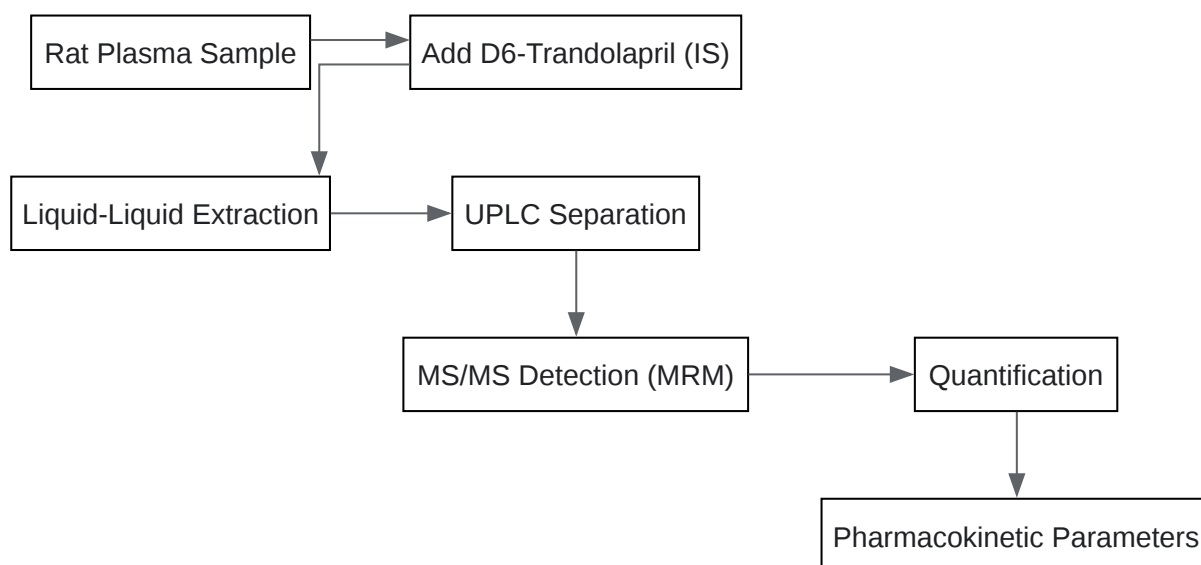 Rat Plasma Sample
Add D6-Trandolapril (IS)
Liquid-Liquid Extraction
UPLC Separation
MS/MS Detection (MRM)
Quantification
Pharmacokinetic Parameters